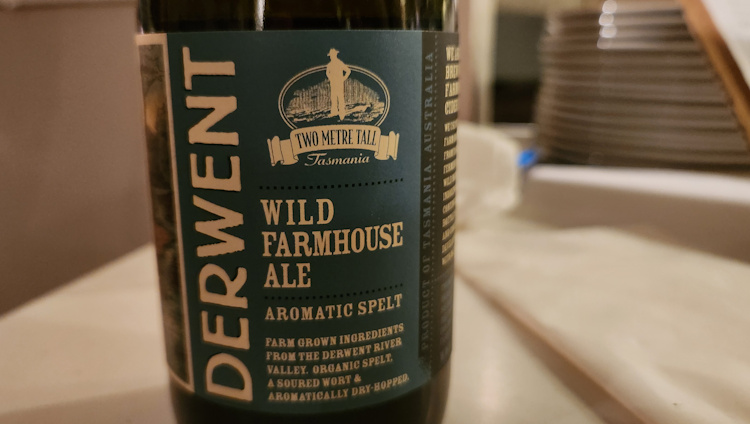 DERWENT
TWO METRE TALL
Tasmania
WILD
FARMHOUSE
ALE
AROMATIC SPELT
FARM GROWN INGREDIENTS
FROM THE DERWENT RIVER
VALLEY. ORGANIC SPELT,
A SOURED WORT &
AROMATICALLY DRY-HOPPED.
PRODUCT OF TASMANIA, AUSTRALIA